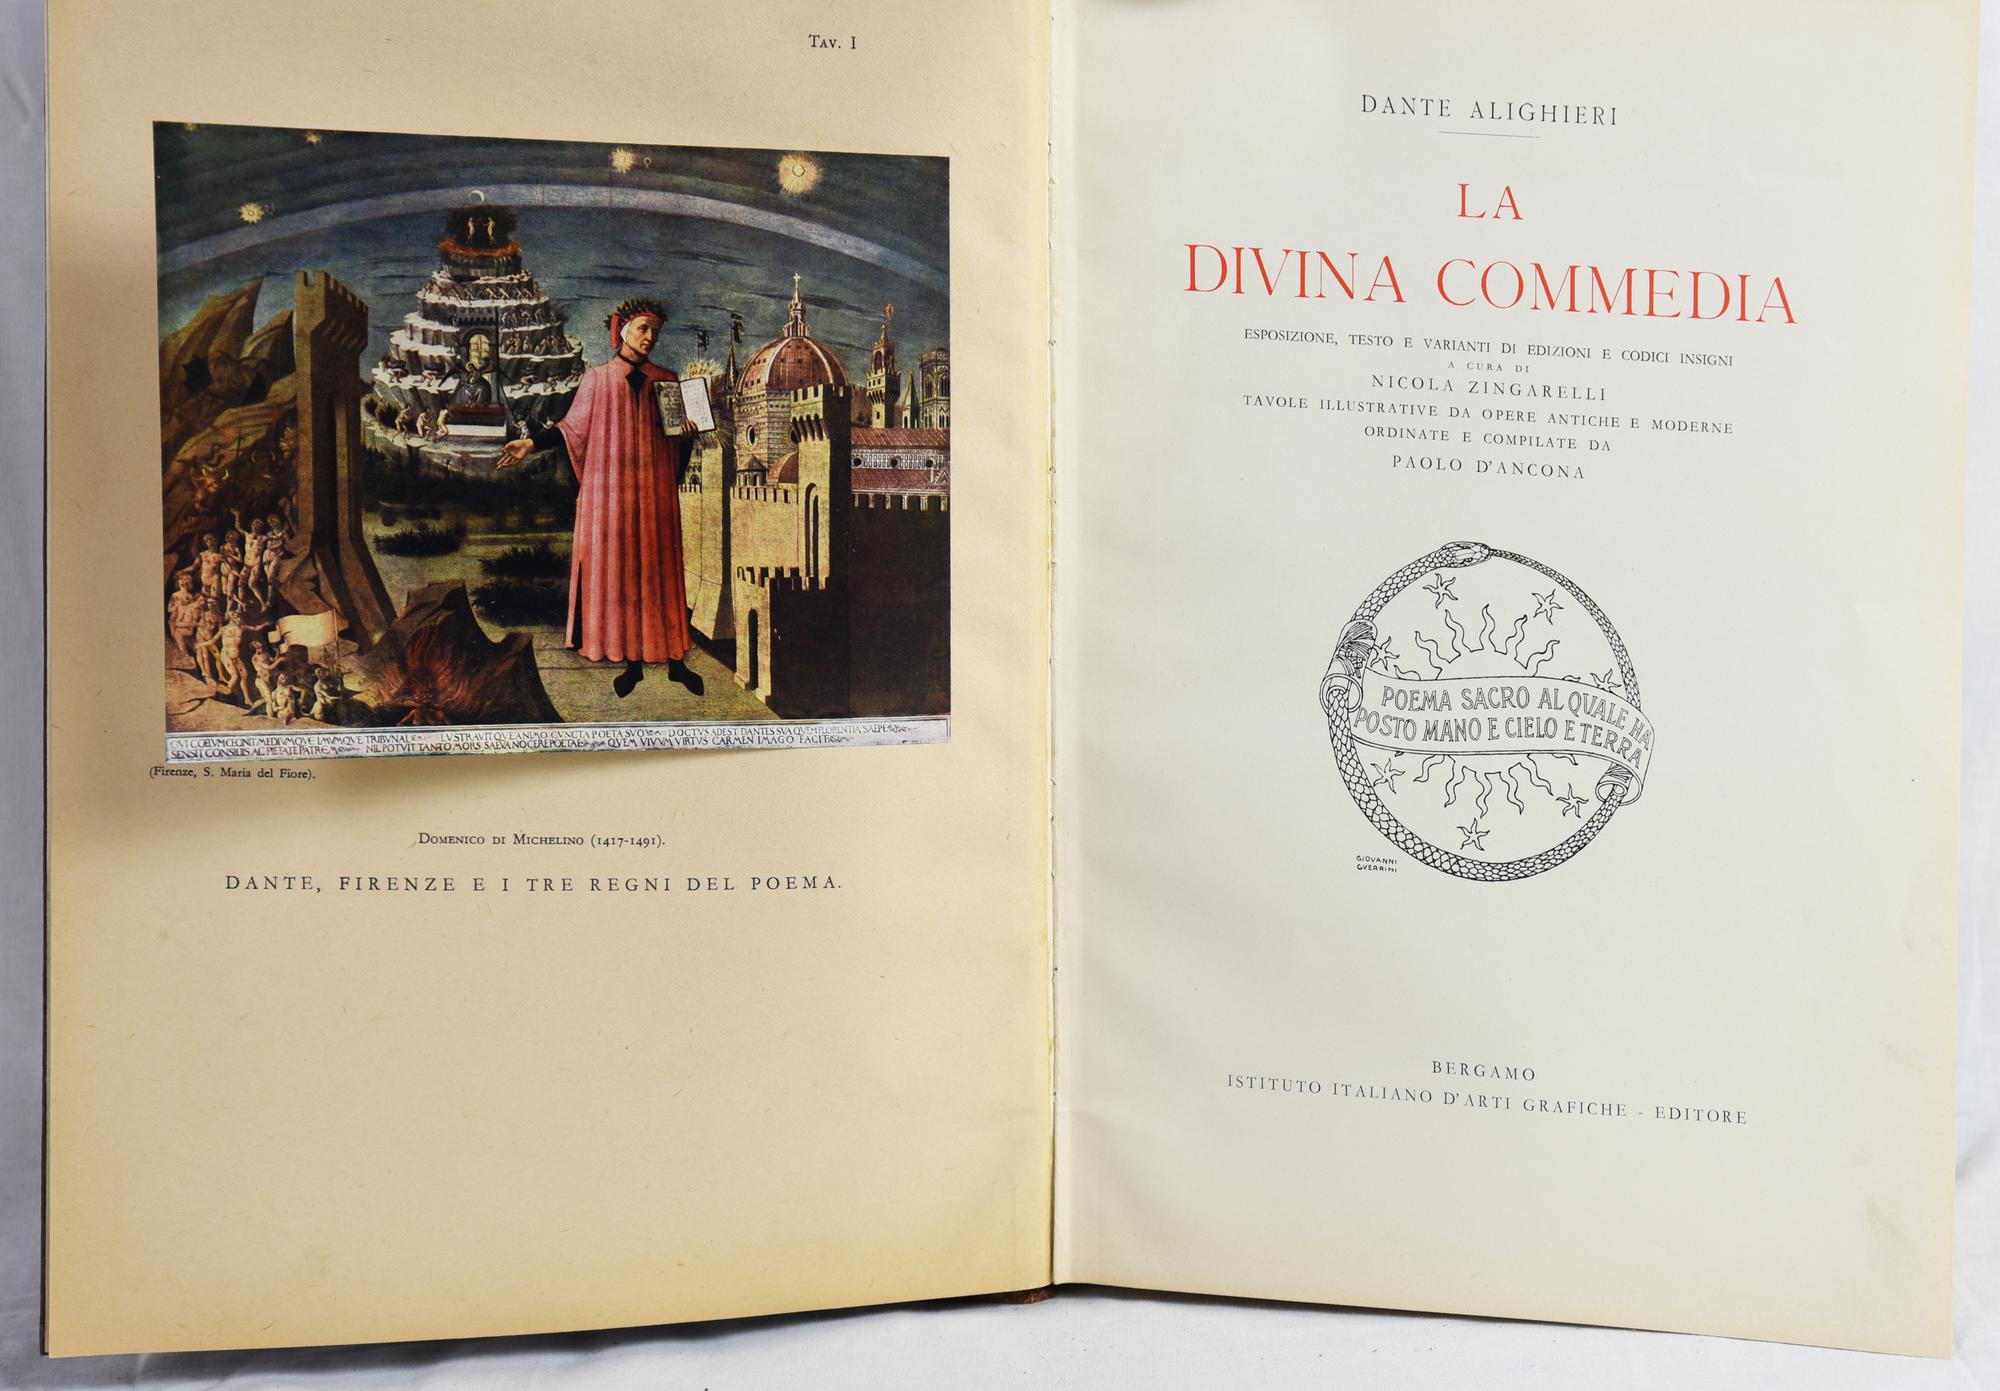 Tav. I
QVI COELVM CECINIT MEDIVMQVE IMVMQVE TRIBVNAL LVSTRAVITQVE ANIMO CVNCTA POETA SVO DOCTVS ADEST DANTES SVA QVEM FLORENTIA SAEPE
SENSIT CONSILIIS AC PIETATE PATREM NIL POTVIT TANTO MORS SAEVA NOCERE POETAE QVEM VIVVM VIRTVS CARMEN IMAGO FACIT
(Firenze, S. Maria del Fiore).
Domenico di Michelino (1417-1491).
DANTE, FIRENZE E I TRE REGNI DEL POEMA.
DANTE ALIGHIERI
LA
DIVINA COMMEDIA
ESPOSIZIONE, TESTO E VARIANTI DI EDIZIONI E CODICI INSIGNI
A CURA DI
NICOLA ZINGARELLI
TAVOLE ILLUSTRATIVE DA OPERE ANTICHE E MODERNE
ORDINATE E COMPILATE DA
PAOLO D'ANCONA
POEMA SACRO AL QUALE HA
POSTO MANO E CIELO E TERRA
GIOVANNI
GUERRINI
BERGAMO
ISTITUTO ITALIANO D'ARTI GRAFICHE - EDITORE